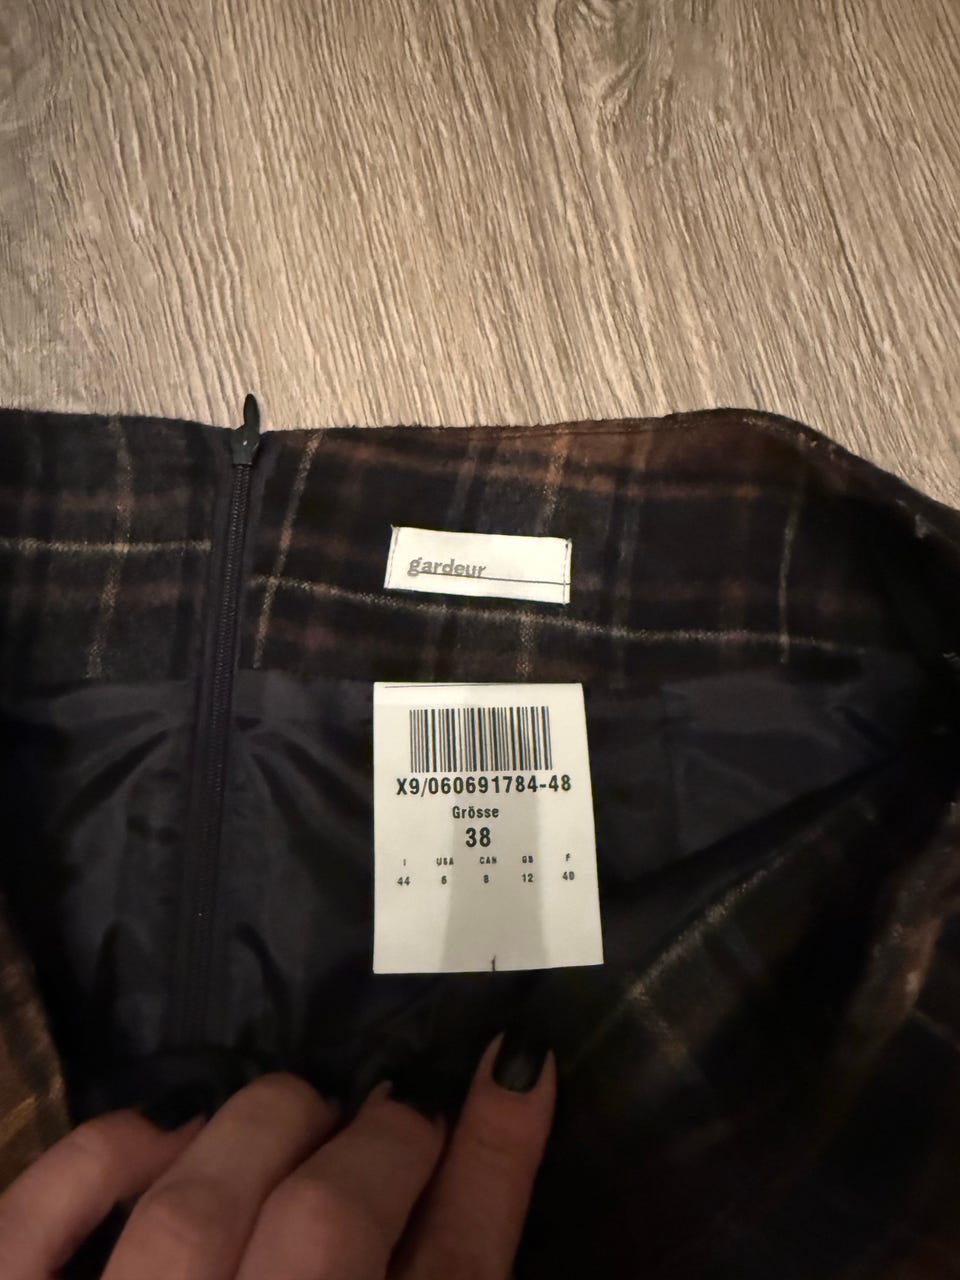 gardeur
X9/060691784-48
Grösse
38
I USA CAN GB F
44 6 8 12 40